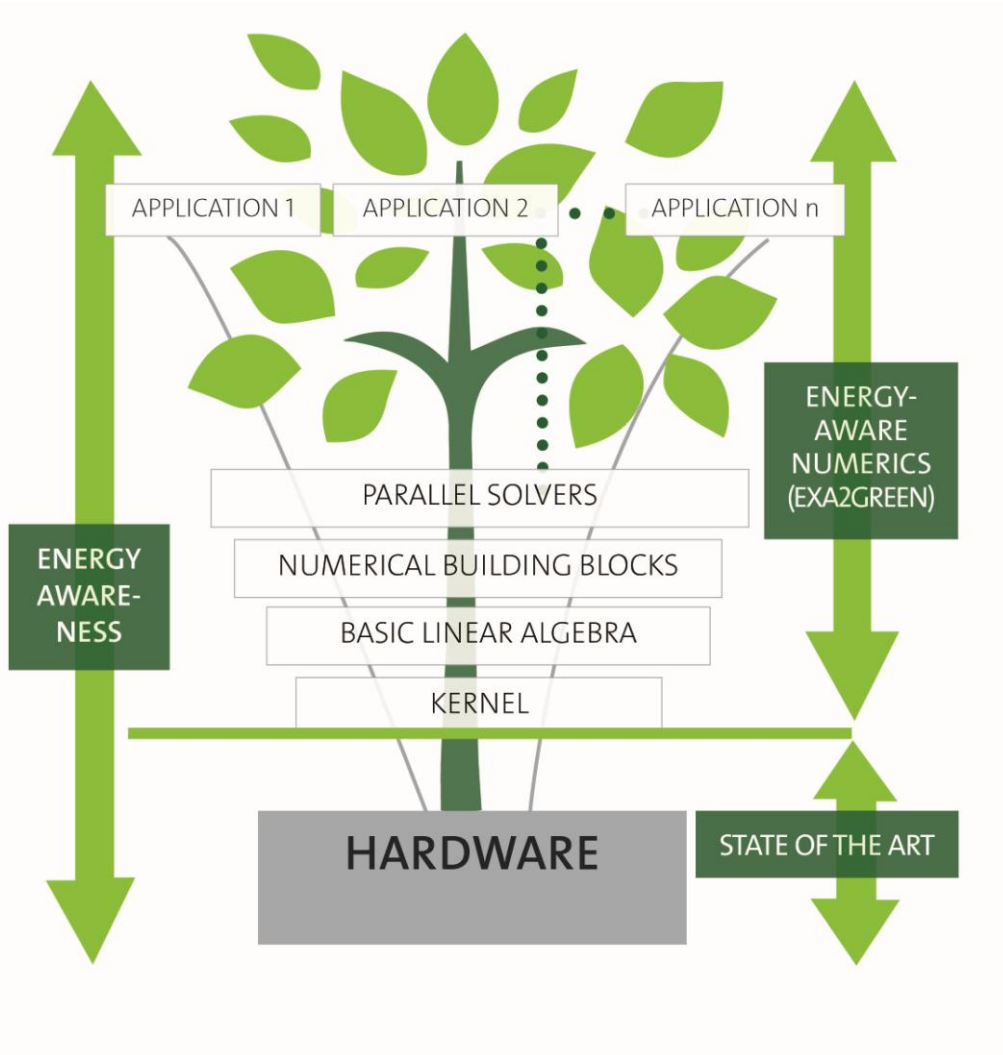 APPLICATION 1
APPLICATION 2
APPLICATION n
ENERGY-
AWARE
NUMERICS
(EXA2GREEN)
PARALLEL SOLVERS
ENERGY
AWARE-
NESS
NUMERICAL BUILDING BLOCKS
BASIC LINEAR ALGEBRA
KERNEL
HARDWARE
STATE OF THE ART